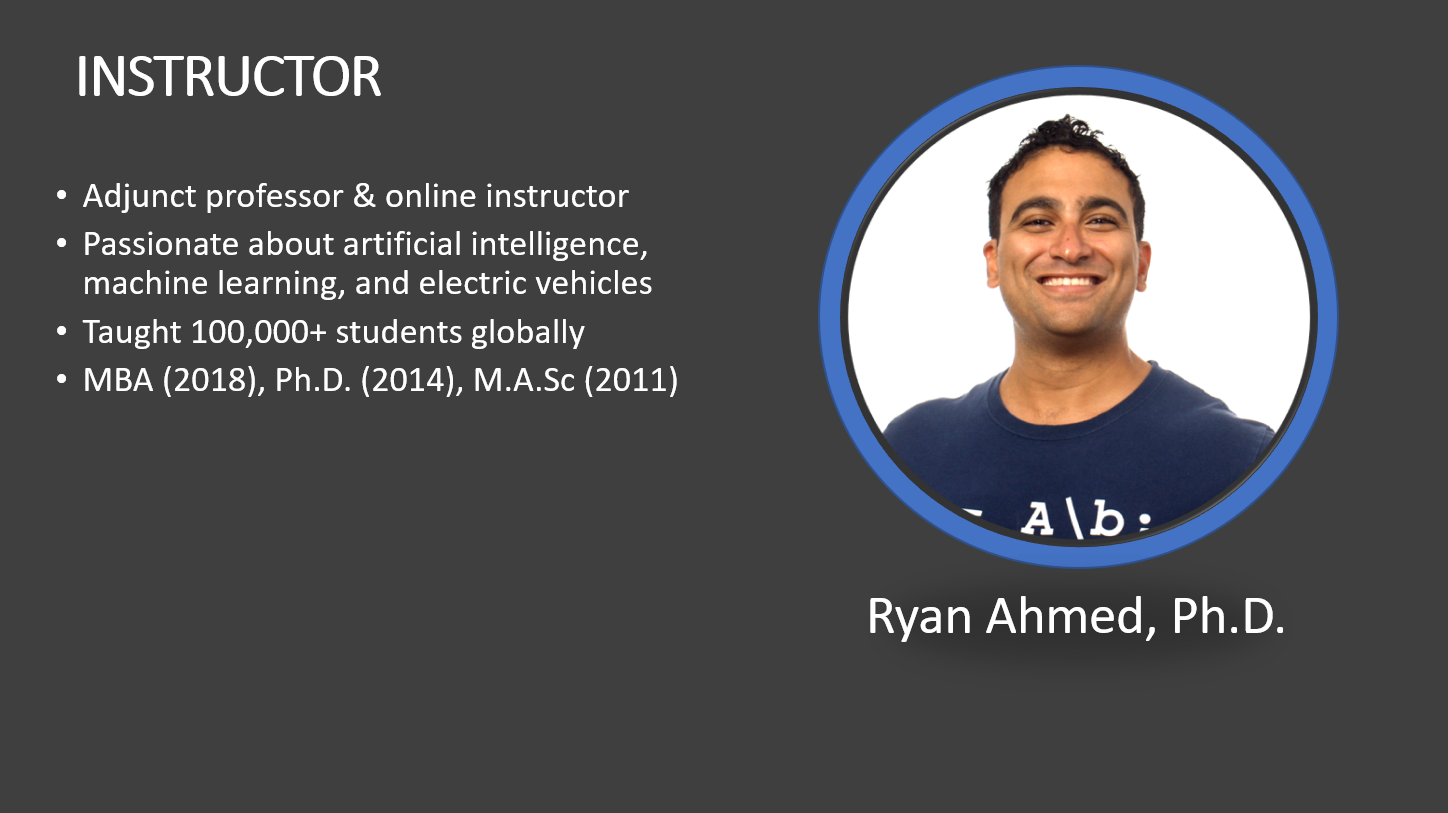 INSTRUCTOR
• Adjunct professor & online instructor
• Passionate about artificial intelligence,
machine learning, and electric vehicles
• Taught 100,000+ students globally
• MBA (2018), Ph.D. (2014), M.A.Sc (2011)
A\b;
Ryan Ahmed, Ph.D.